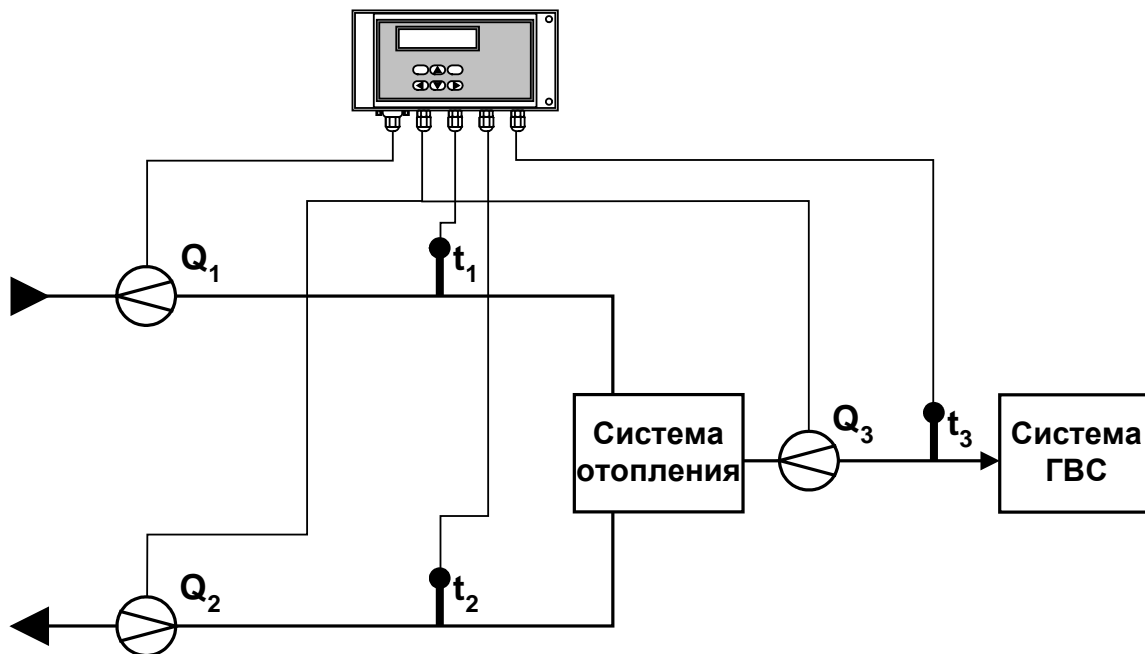 Q1
t1
Система
отопления
Q3
t3
Система
ГВС
Q2
t2